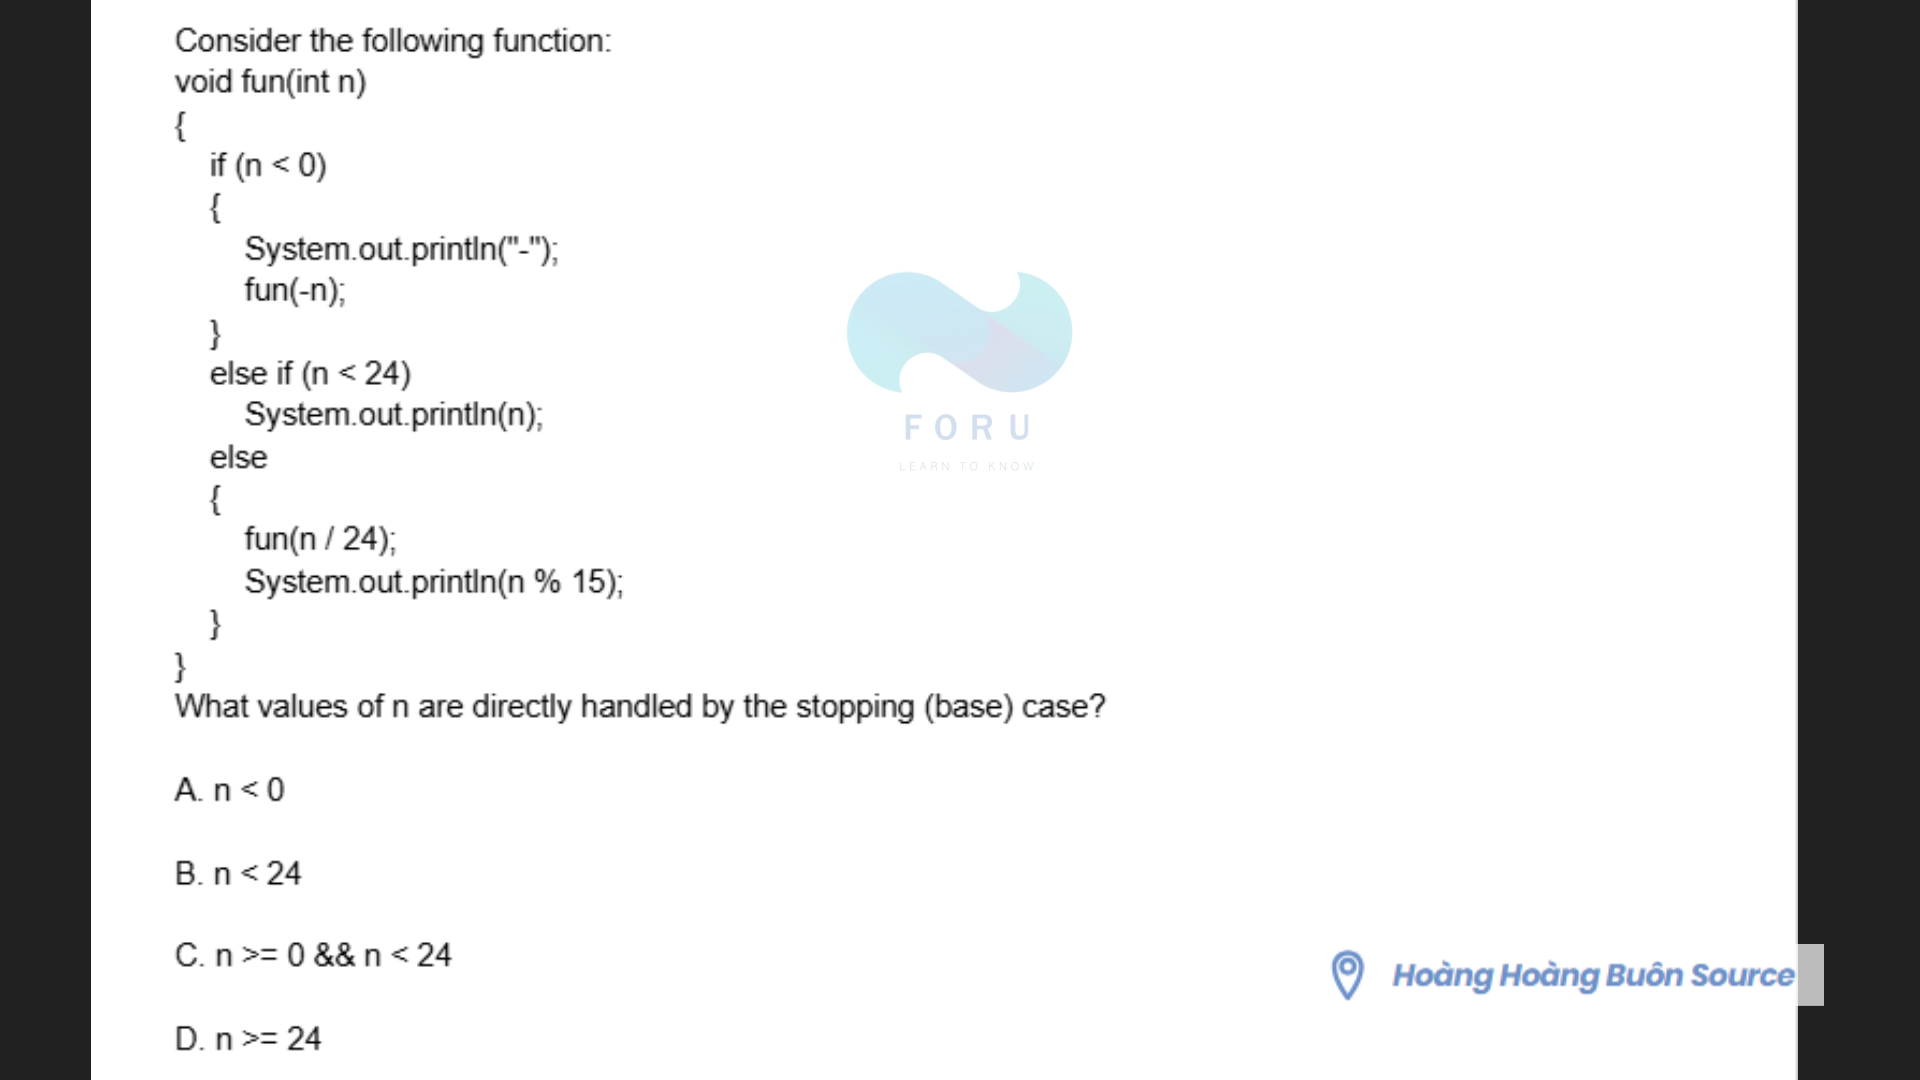 Consider the following function:
void fun(int n)
{
if (n < 0)
{
System.out.println("-");
fun(-n);
}
else if (n < 24)
System.out.println(n);
else
{
fun(n / 24);
System.out.println(n % 15);
}
}
What values of n are directly handled by the stopping (base) case?
A. n < 0
B. n < 24
C. n >= 0 && n < 24
D. n >= 24
FORU
LEARN TO KNOW
Hoàng Hoàng Buôn Source